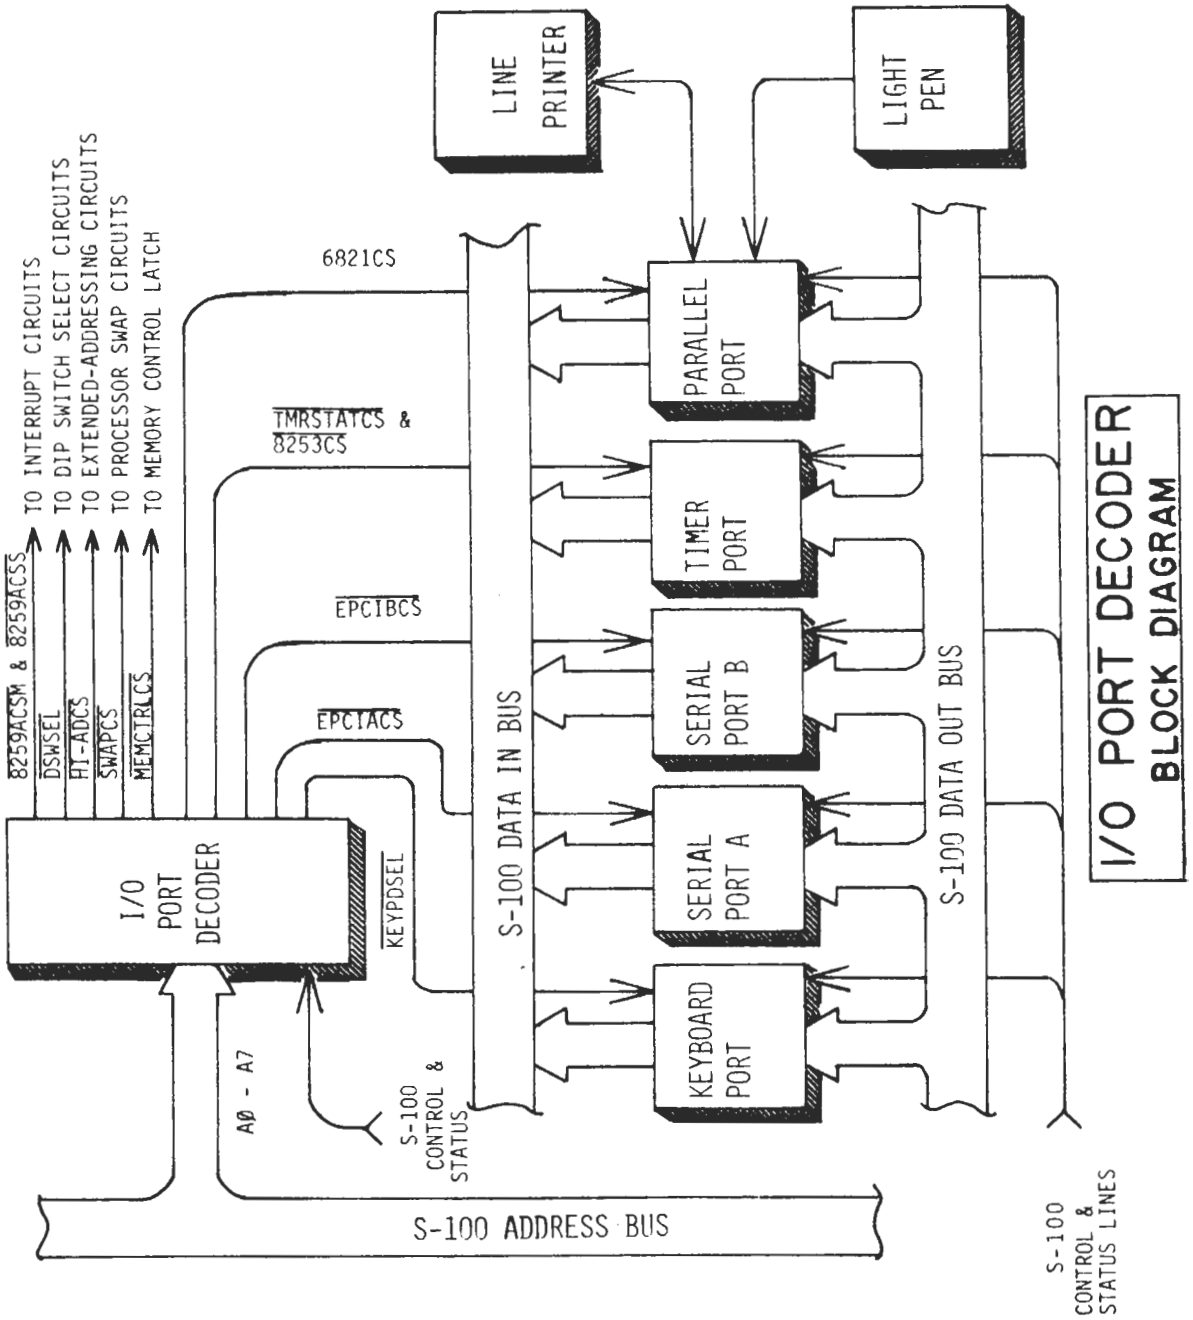 8259ACSM & 8259ACSS
DSWSEL
HI-ADCS
SWAPCS
MEMCTRLCS
TO INTERRUPT CIRCUITS
TO DIP SWITCH SELECT CIRCUITS
TO EXTENDED-ADDRESSING CIRCUITS
TO PROCESSOR SWAP CIRCUITS
TO MEMORY CONTROL LATCH
I/O
PORT
DECODER
6821CS
TMRSTATCS &
8253CS
EPCIBCS
EPCIACS
KEYPDSEL
A0 - A7
S-100
CONTROL &
STATUS
S-100 ADDRESS BUS
S-100 DATA IN BUS
LINE
PRINTER
LIGHT
PEN
KEYBOARD
PORT
SERIAL
PORT A
SERIAL
PORT B
TIMER
PORT
PARALLEL
PORT
S-100 DATA OUT BUS
S-100
CONTROL &
STATUS LINES
I/O PORT DECODER
BLOCK DIAGRAM